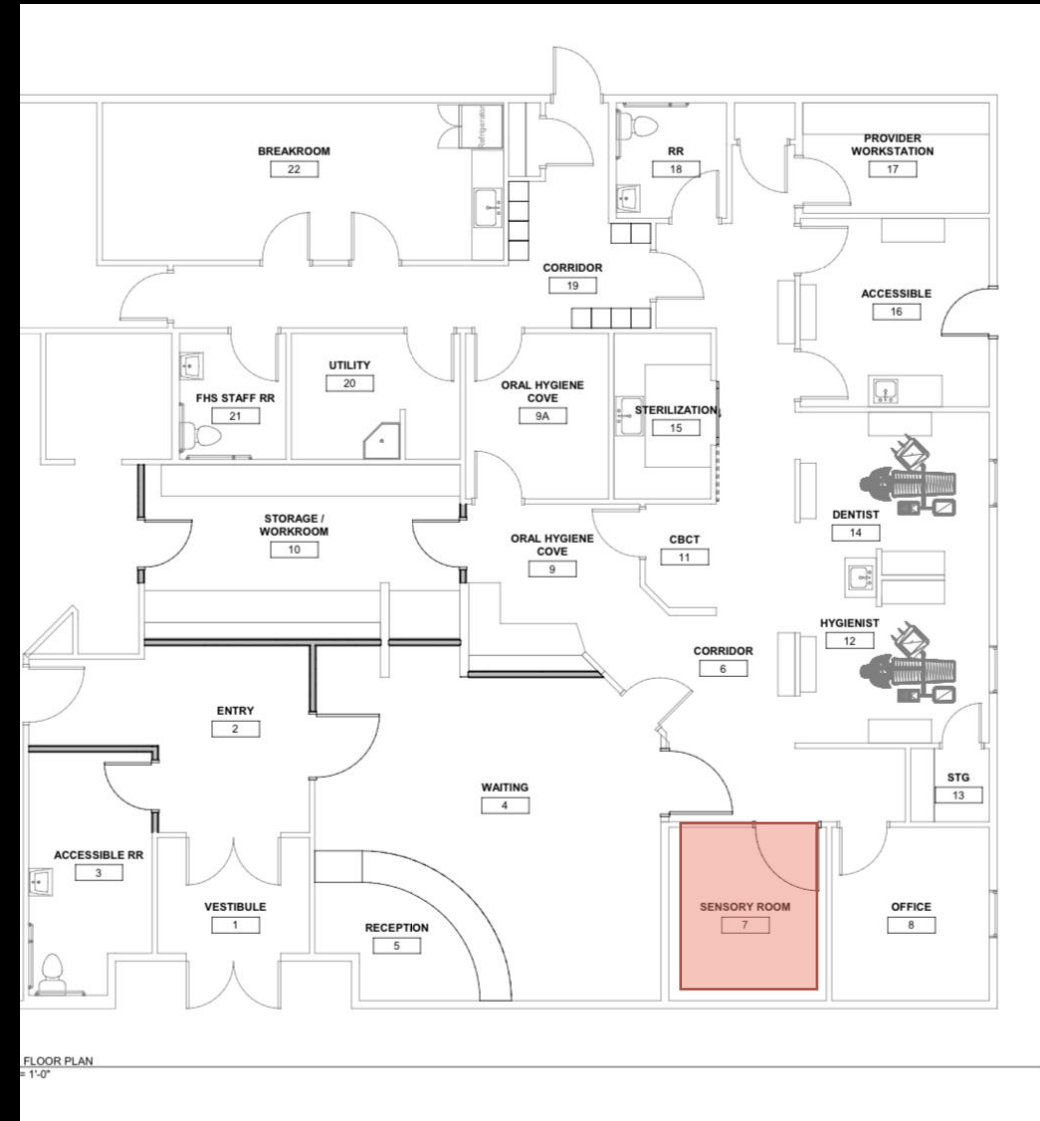 BREAKROOM
22
Refrigerator
RR
18
PROVIDER
WORKSTATION
17
CORRIDOR
19
ACCESSIBLE
16
UTILITY
20
FHS STAFF RR
21
ORAL HYGIENE
COVE
9A
STERILIZATION
15
STORAGE /
WORKROOM
10
ORAL HYGIENE
COVE
9
CBCT
11
DENTIST
14
HYGIENIST
12
CORRIDOR
6
ENTRY
2
WAITING
4
STG
13
ACCESSIBLE RR
3
VESTIBULE
1
RECEPTION
5
SENSORY ROOM
7
OFFICE
8
FLOOR PLAN
= 1'-0"